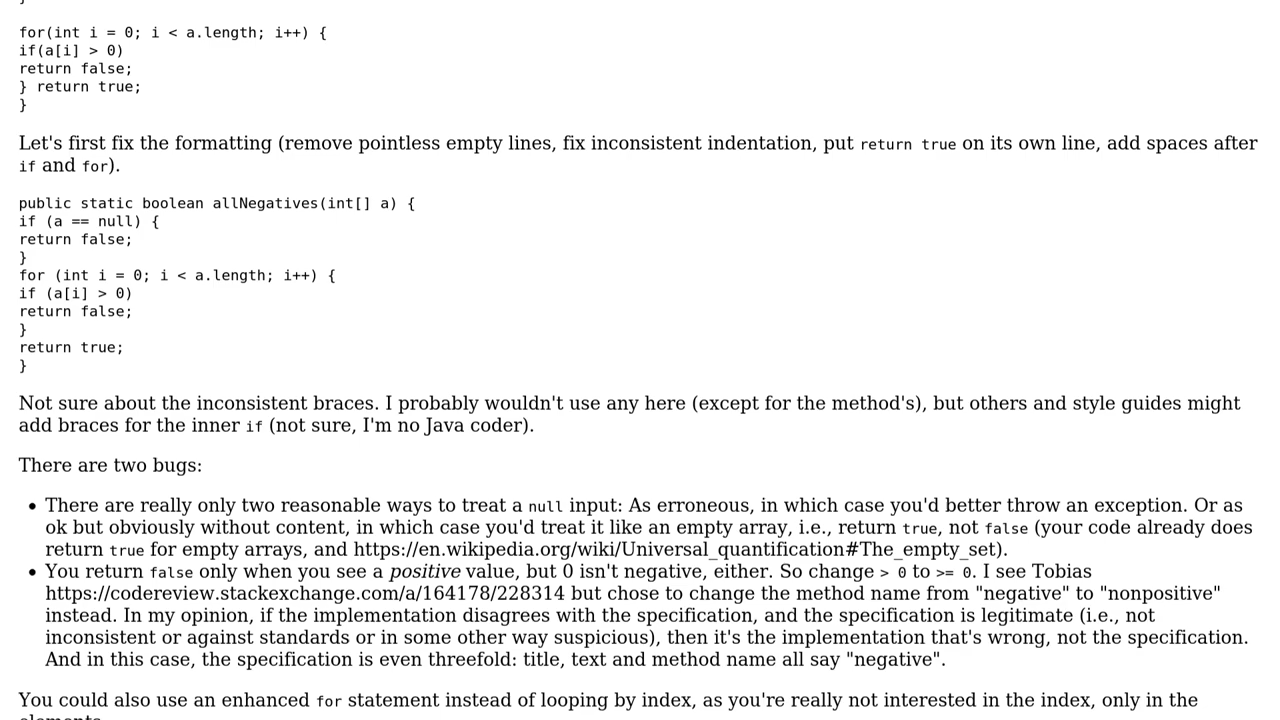 }
for(int i = 0; i < a.length; i++) {
if(a[i] > 0)
return false;
} return true;
}
Let's first fix the formatting (remove pointless empty lines, fix inconsistent indentation, put return true on its own line, add spaces after
if and for).
public static boolean allNegatives(int[] a) {
if (a == null) {
return false;
}
for (int i = 0; i < a.length; i++) {
if (a[i] > 0)
return false;
}
return true;
}
Not sure about the inconsistent braces. I probably wouldn't use any here (except for the method's), but others and style guides might
add braces for the inner if (not sure, I'm no Java coder).
There are two bugs:
• There are really only two reasonable ways to treat a null input: As erroneous, in which case you'd better throw an exception. Or as
ok but obviously without content, in which case you'd treat it like an empty array, i.e., return true, not false (your code already does
return true for empty arrays, and https://en.wikipedia.org/wiki/Universal_quantification#The_empty_set).
• You return false only when you see a positive value, but 0 isn't negative, either. So change > 0 to >= 0. I see Tobias
https://codereview.stackexchange.com/a/164178/228314 but chose to change the method name from "negative" to "nonpositive"
instead. In my opinion, if the implementation disagrees with the specification, and the specification is legitimate (i.e., not
inconsistent or against standards or in some other way suspicious), then it's the implementation that's wrong, not the specification.
And in this case, the specification is even threefold: title, text and method name all say "negative".
You could also use an enhanced for statement instead of looping by index, as you're really not interested in the index, only in the
elements.